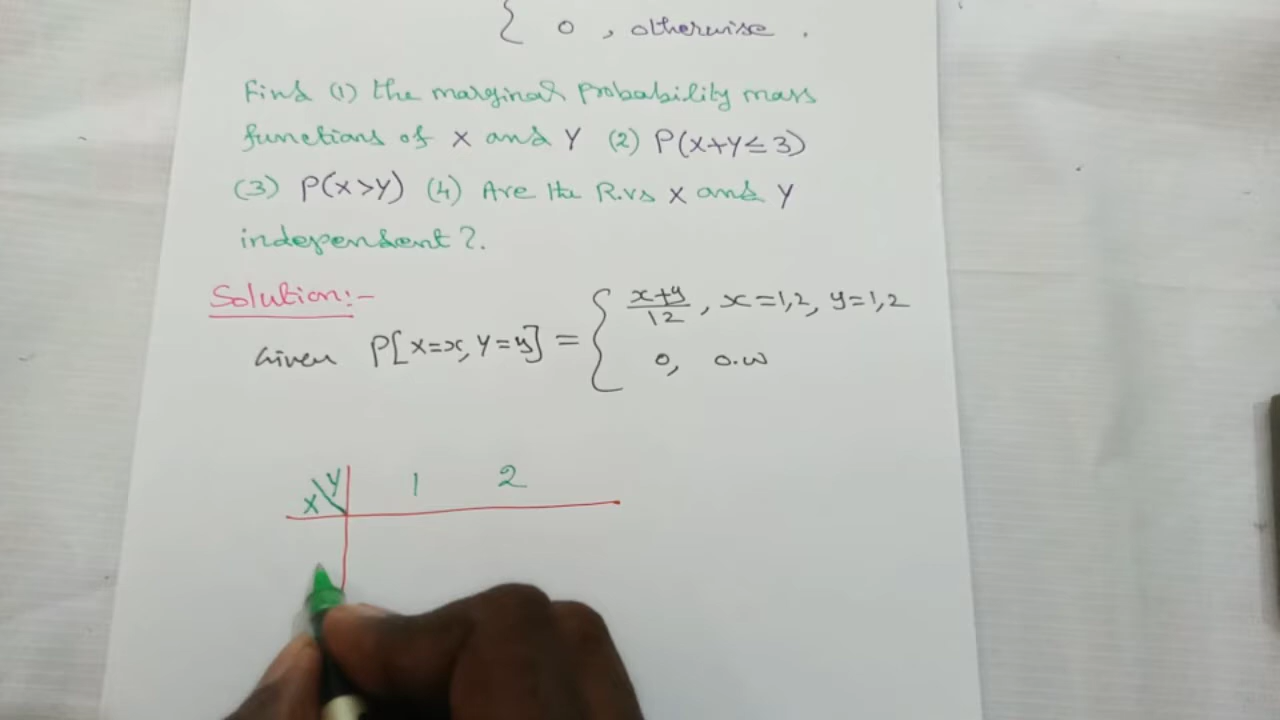 0 , otherwise .
Find (1) the marginal probability mass
functions of X and Y (2) P(X+Y≤3)
(3) P(X>Y) (4) Are the R.vs X and Y
independent?.
Solution:-
Given P[X=x, Y=y] = { x+y/12 , x=1,2, y=1,2
0, o.w
X\Y 1 2